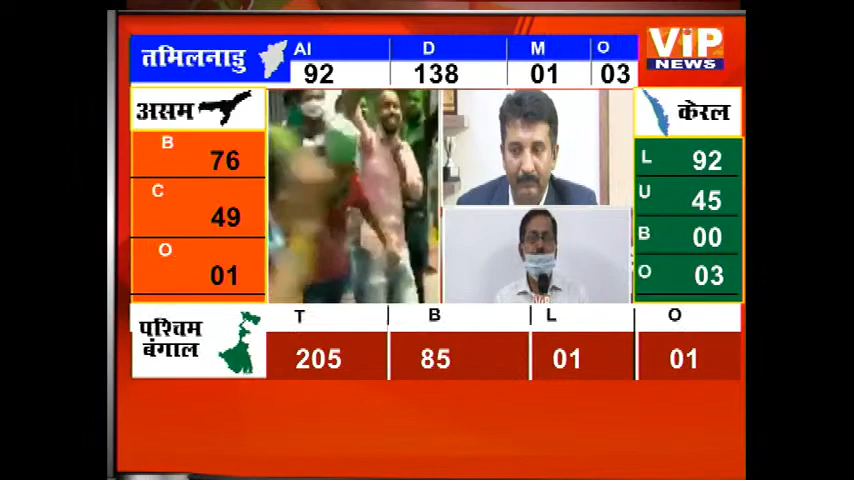 तमिलनाडु
AI D M O
92 138 01 03
VIP
NEWS
असम
B
76
C
49
O
01
केरल
L 92
U 45
B 00
O 03
पश्चिम
बंगाल
T B L O
205 85 01 01